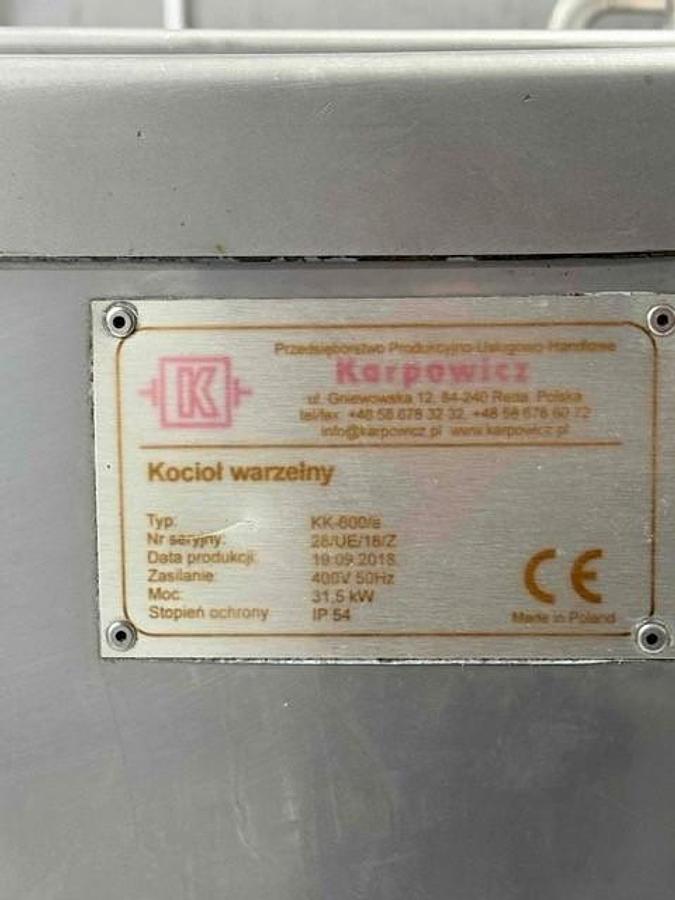 K
Przedsiębiorstwo Produkcyjno-Usługowo-Handlowe
Karpowicz
ul. Gniewowska 12, 84-240 Reda, Polska
tel/fax: +48 58 678 32 32, +48 58 678 60 72
info@karpowicz.pl www.karpowicz.pl
Kocioł warzelny
Typ: KK-600/e
Nr seryjny: 28/UE/18/Z
Data produkcji: 19.09.2018
Zasilanie: 400V 50Hz
Moc: 31,5 kW
Stopień ochrony IP 54
CE
Made in Poland